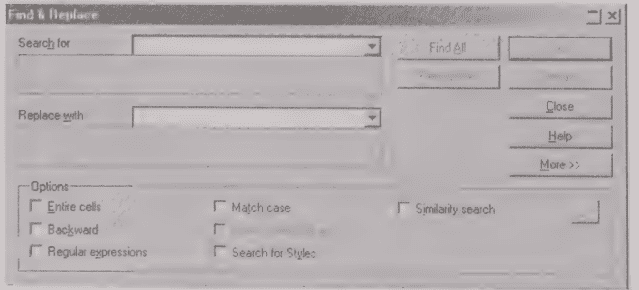 Find & Replace
Search for
Find All
Replace with
Close
Help
More >>
Options
Entire cells
Match case
Similarity search
Backward
Regular expressions
Search for Styles